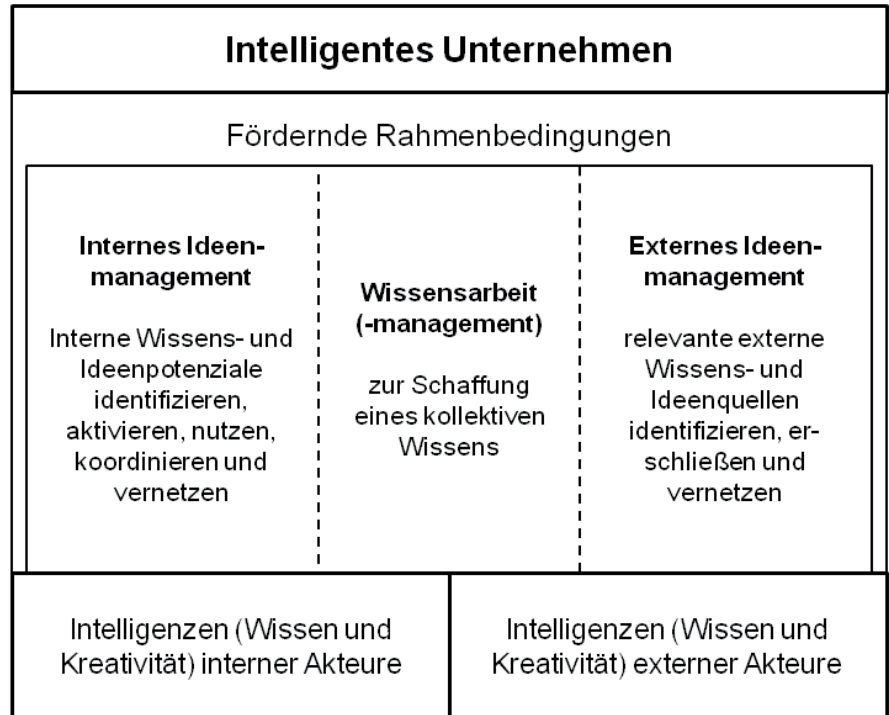 Intelligentes Unternehmen
Fördernde Rahmenbedingungen
Internes Ideen-
management
Interne Wissens- und
Ideenpotenziale
identifizieren,
aktivieren, nutzen,
koordinieren und
vernetzen
Wissensarbeit
(-management)
zur Schaffung
eines kollektiven
Wissens
Externes Ideen-
management
relevante externe
Wissens- und
Ideenquellen
identifizieren, er-
schließen und
vernetzen
Intelligenzen (Wissen und
Kreativität) interner Akteure
Intelligenzen (Wissen und
Kreativität) externer Akteure